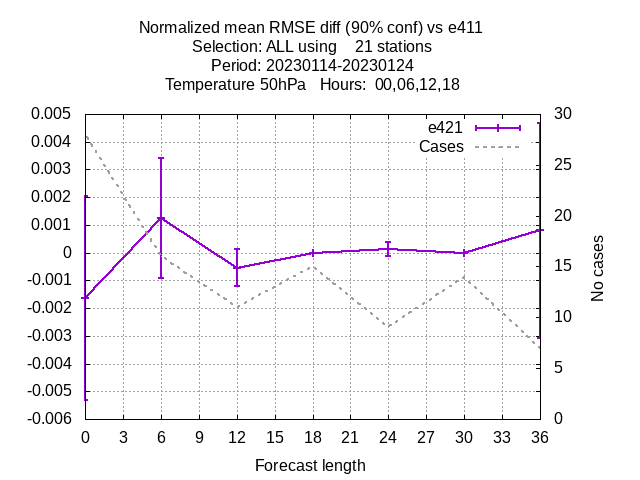 Normalized mean RMSE diff (90% conf) vs e411
Selection: ALL using    21 stations
Period: 20230114-20230124
Temperature 50hPa   Hours:  00,06,12,18
e421
Cases
0.005
0.004
0.003
0.002
0.001
0
-0.001
-0.002
-0.003
-0.004
-0.005
-0.006
30
25
20
15
10
5
0
No cases
0 3 6 9 12 15 18 21 24 27 30 33 36
Forecast length